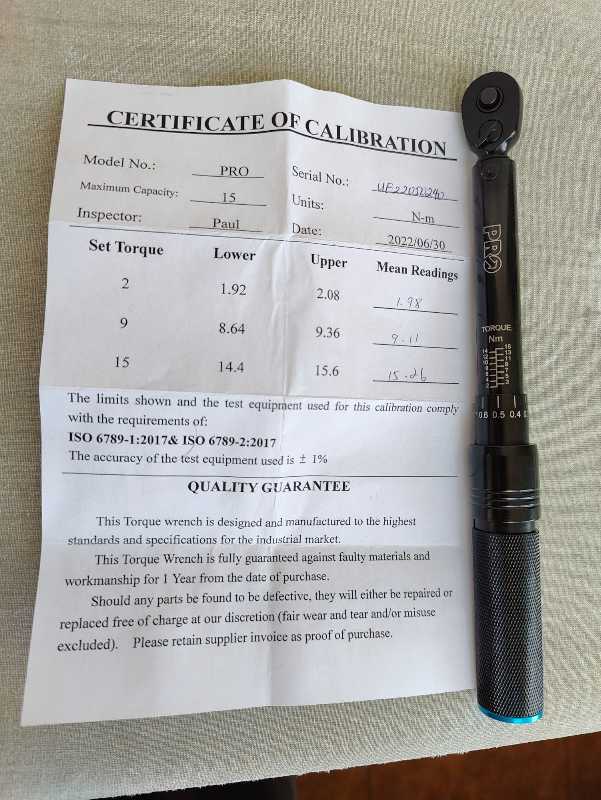 CERTIFICATE OF CALIBRATION
Model No.: PRO
Serial No.: UF22050240
Maximum Capacity: 15
Units: N-m
Inspector: Paul
Date: 2022/06/30
Set Torque Lower Upper Mean Readings
2 1.92 2.08 1.98
9 8.64 9.36 9.11
15 14.4 15.6 15.26
The limits shown and the test equipment used for this calibration comply
with the requirements of:
ISO 6789-1:2017& ISO 6789-2:2017
The accuracy of the test equipment used is ± 1%
QUALITY GUARANTEE
This Torque wrench is designed and manufactured to the highest
standards and specifications for the industrial market.
This Torque Wrench is fully guaranteed against faulty materials and
workmanship for 1 Year from the date of purchase.
Should any parts be found to be defective, they will either be repaired or
replaced free of charge at our discretion (fair wear and tear and/or misuse
excluded). Please retain supplier invoice as proof of purchase.
PRO
TORQUE
Nm
0.6 0.5 0.4